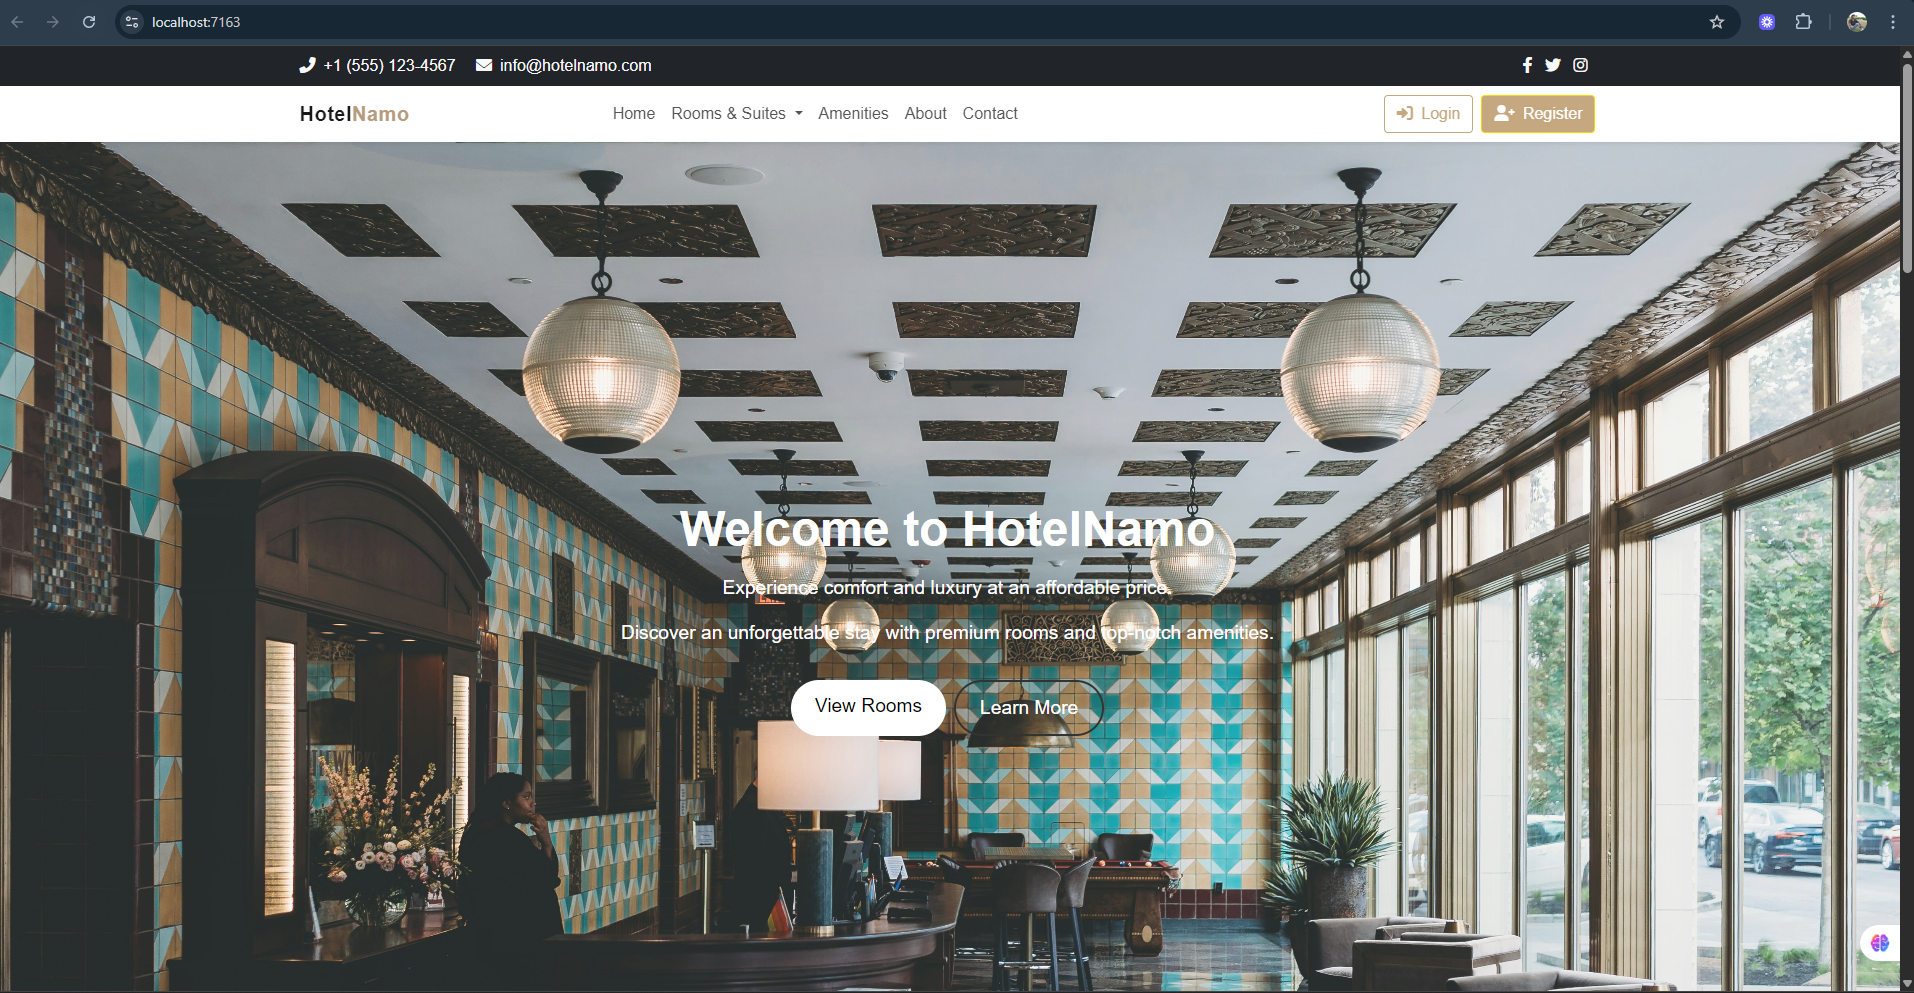 localhost:7163
+1 (555) 123-4567 info@hotelnamo.com
HotelNamo Home Rooms & Suites About Amenities Contact Login Register
Welcome to HotelNamo
Experience comfort and luxury at an affordable price.
Discover an unforgettable stay with premium rooms and top-notch amenities.
View Rooms Learn More